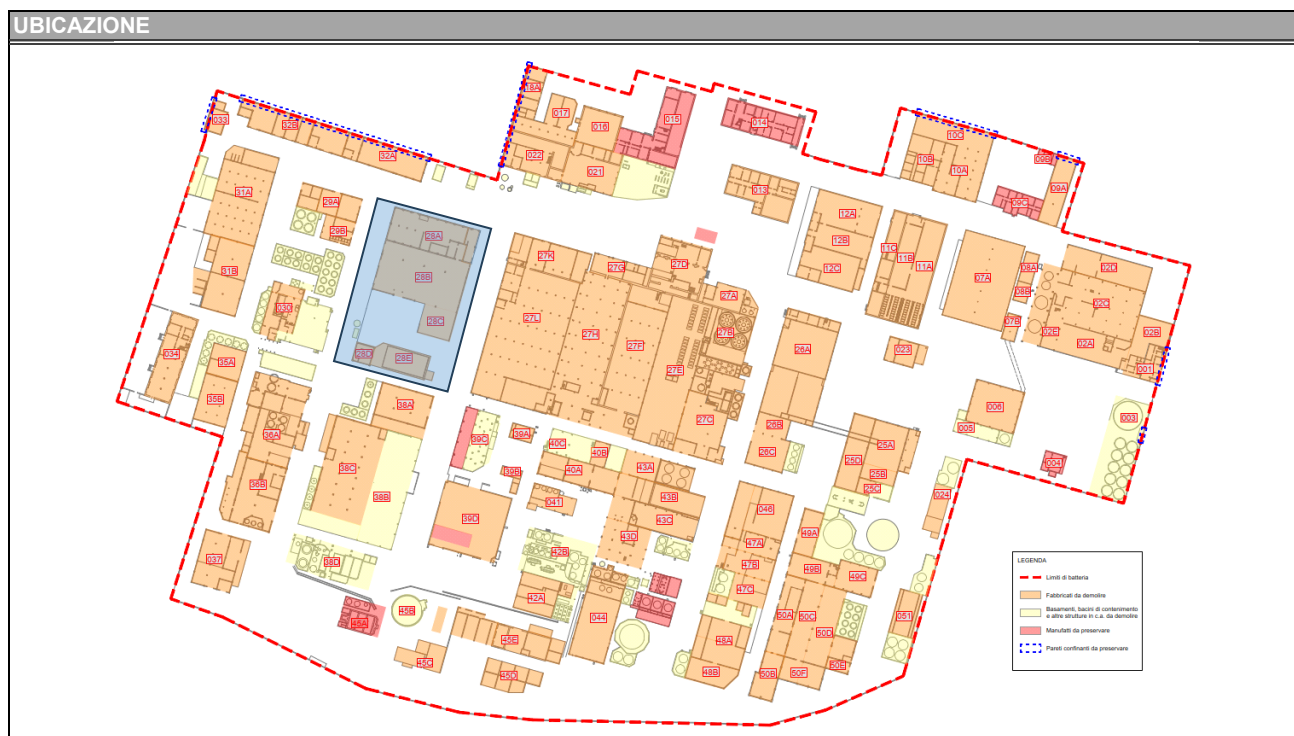 UBICAZIONE
18A
017
016
015
014
033
32B
32A
022
021
10C
10B
10A
09B
09A
09C
013
31A
29A
29B
12A
12B
12C
11C
11B
11A
28A
28B
28C
28D
28E
27K
27G
27D
27A
27B
27L
27H
27F
27E
27C
07A
08A
08B
07B
02D
02C
02B
02E
02A
001
31B
030
034
35A
35B
26A
26B
26C
023
006
005
003
004
38A
36A
36B
38C
38B
38D
037
39C
39A
39B
39D
40C
40B
40A
041
43A
43B
43C
43D
42B
42A
25A
25D
25B
25C
024
046
47A
47B
47C
49A
49B
49C
45B
45A
45C
45E
45D
044
48A
48B
50A
50C
50D
50E
50F
50B
051
LEGENDA
Limiti di batteria
Fabbricati da demolire
Basamenti, bacini di contenimento
e altre strutture in c.a. da demolire
Manufatti da preservare
Pareti confinanti da preservare